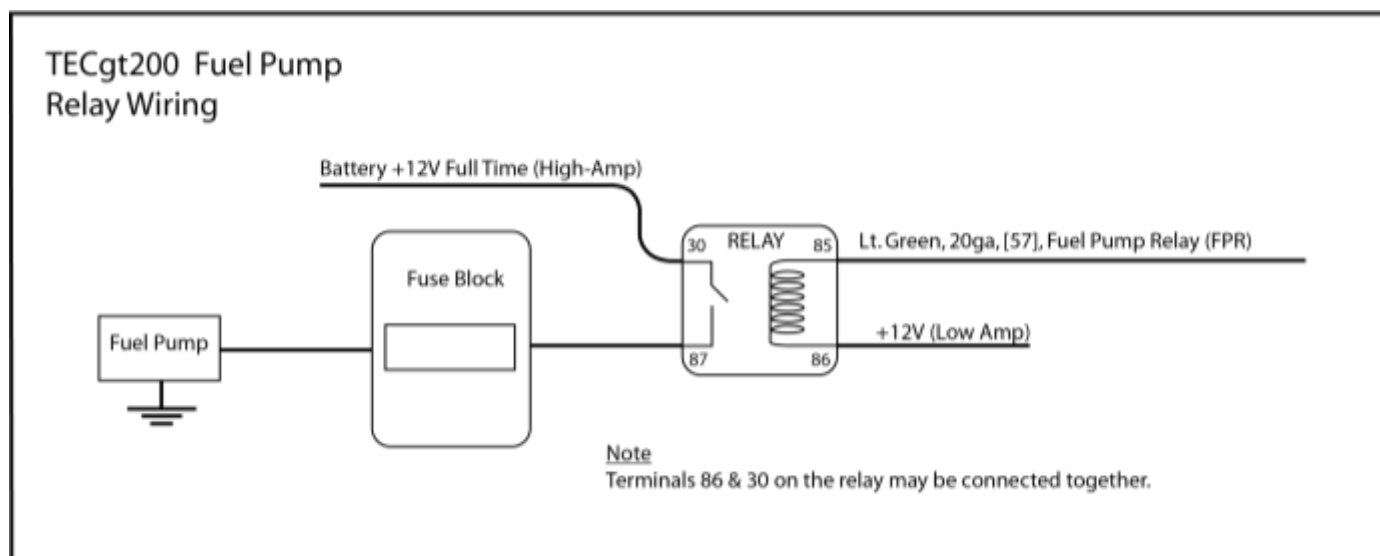 TECgt200 Fuel Pump
Relay Wiring
Battery +12V Full Time (High-Amp)
30 RELAY 85
Lt. Green, 20ga, [57], Fuel Pump Relay (FPR)
Fuse Block
Fuel Pump
+12V (Low Amp)
87 86
Note
Terminals 86 & 30 on the relay may be connected together.